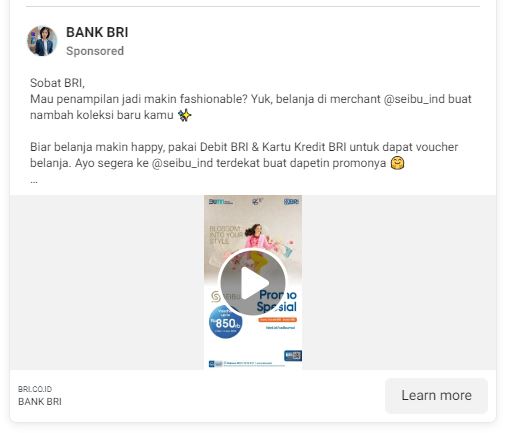 BANK BRI
Sponsored
Sobat BRI,
Mau penampilan jadi makin fashionable? Yuk, belanja di merchant @seibu_ind buat
nambah koleksi baru kamu ✨
Biar belanja makin happy, pakai Debit BRI & Kartu Kredit BRI untuk dapat voucher
belanja. Ayo segera ke @seibu_ind terdekat buat dapetin promonya 🤗
...
BRI
BLOSSOM
INTO YOUR
STYLE
SEIBU
Promo
Spesial
850
BRI.CO.ID
BANK BRI
Learn more